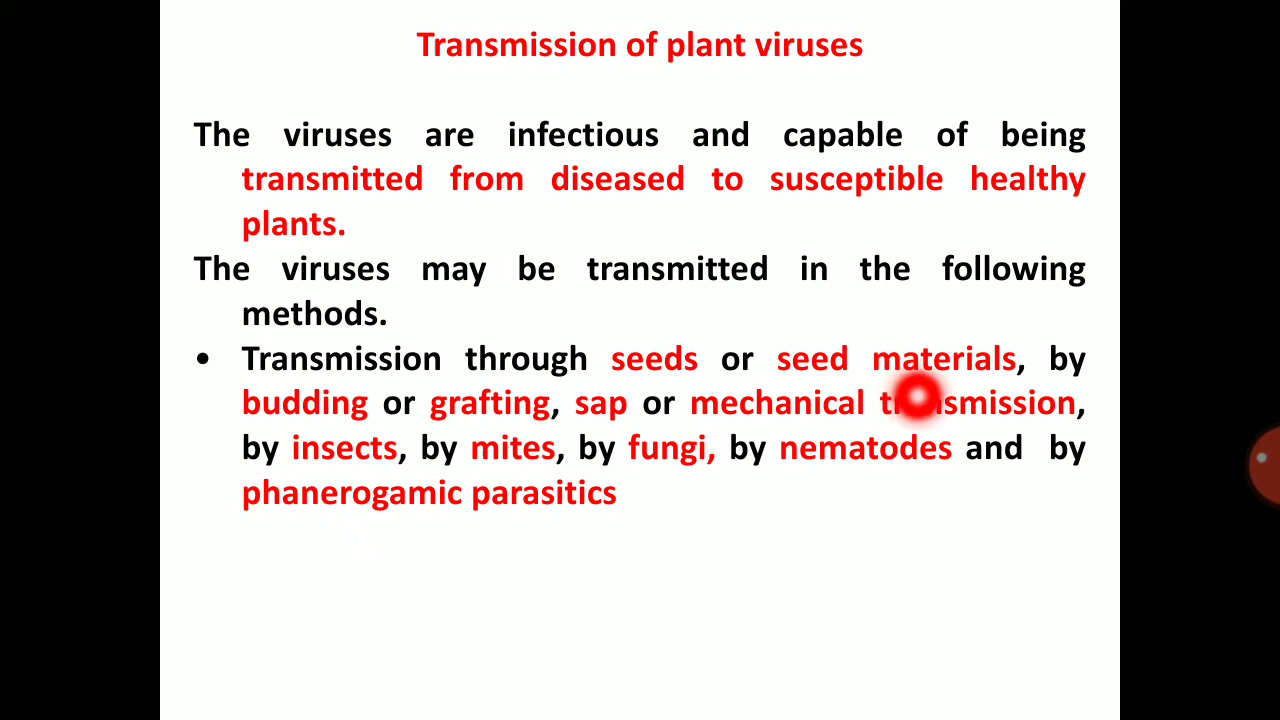 Transmission of plant viruses
The viruses are infectious and capable of being
transmitted from diseased to susceptible healthy
plants.
The viruses may be transmitted in the following
methods.
• Transmission through seeds or seed materials, by
budding or grafting, sap or mechanical transmission,
by insects, by mites, by fungi, by nematodes and by
phanerogamic parasitics